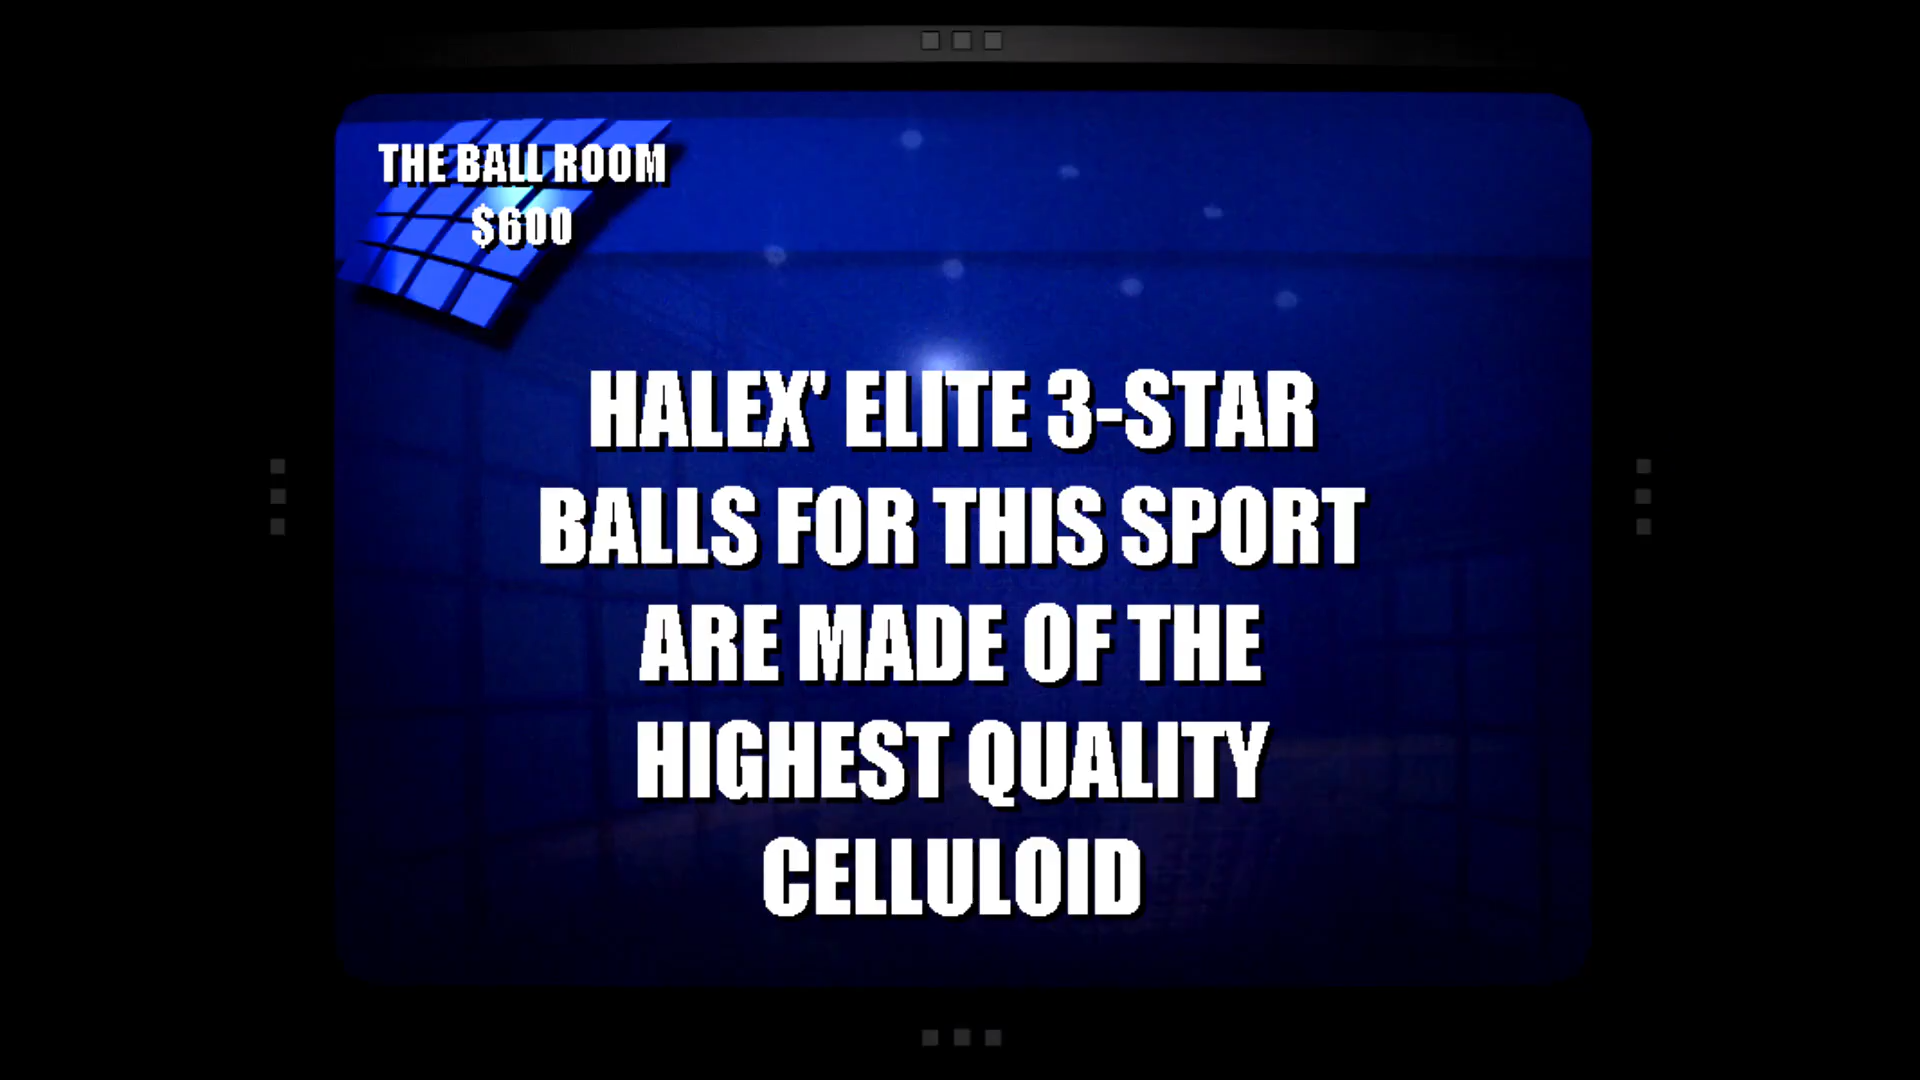 THE BALL ROOM
$600
HALEX' ELITE 3-STAR
BALLS FOR THIS SPORT
ARE MADE OF THE
HIGHEST QUALITY
CELLULOID